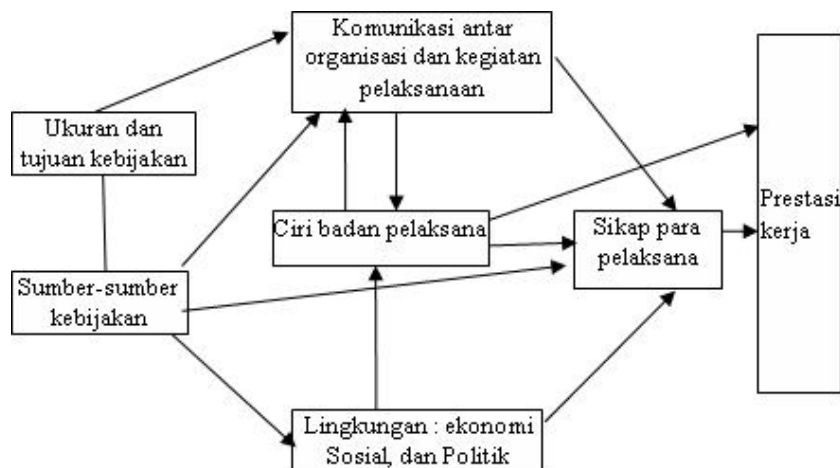 Komunikasi antar
organisasi dan kegiatan
pelaksanaan
Ukuran dan
tujuan kebijakan
Ciri badan pelaksana
Sikap para
pelaksana
Prestasi
kerja
Sumber-sumber
kebijakan
Lingkungan : ekonomi
Sosial, dan Politik